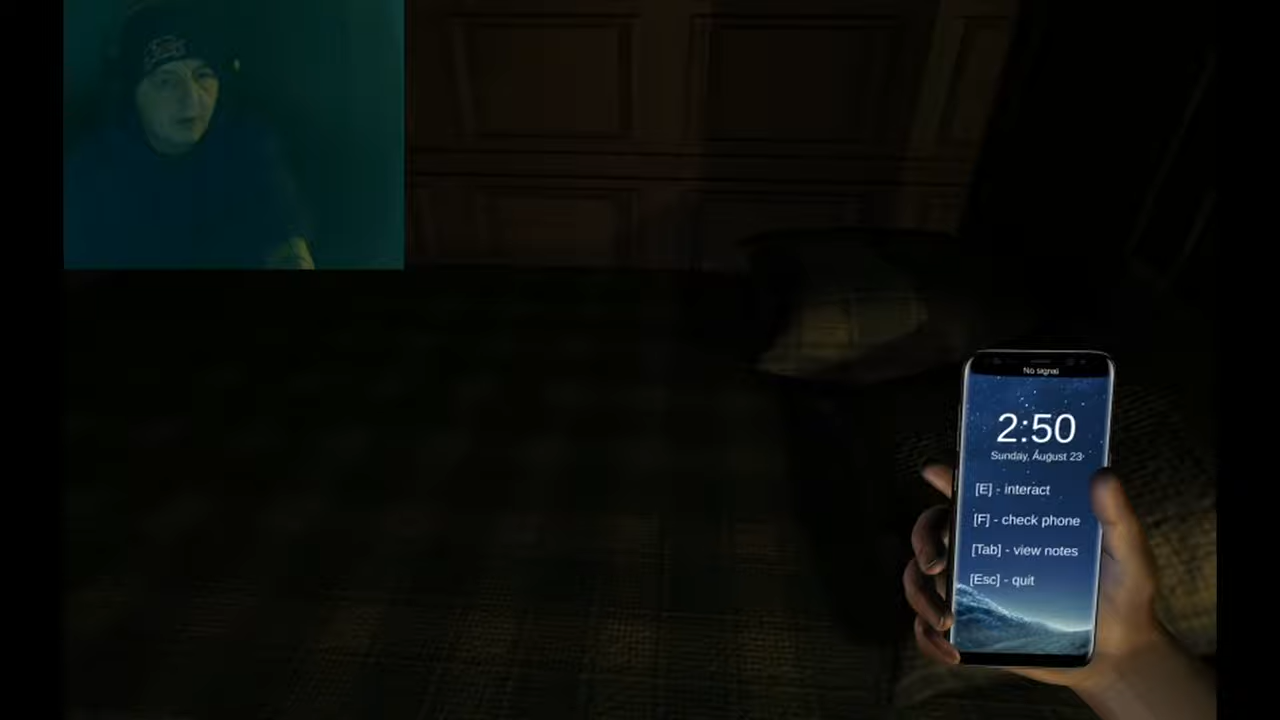 No signal
2:50
Sunday, August 23
[E] - interact
[F] - check phone
[Tab] - view notes
[Esc] - quit